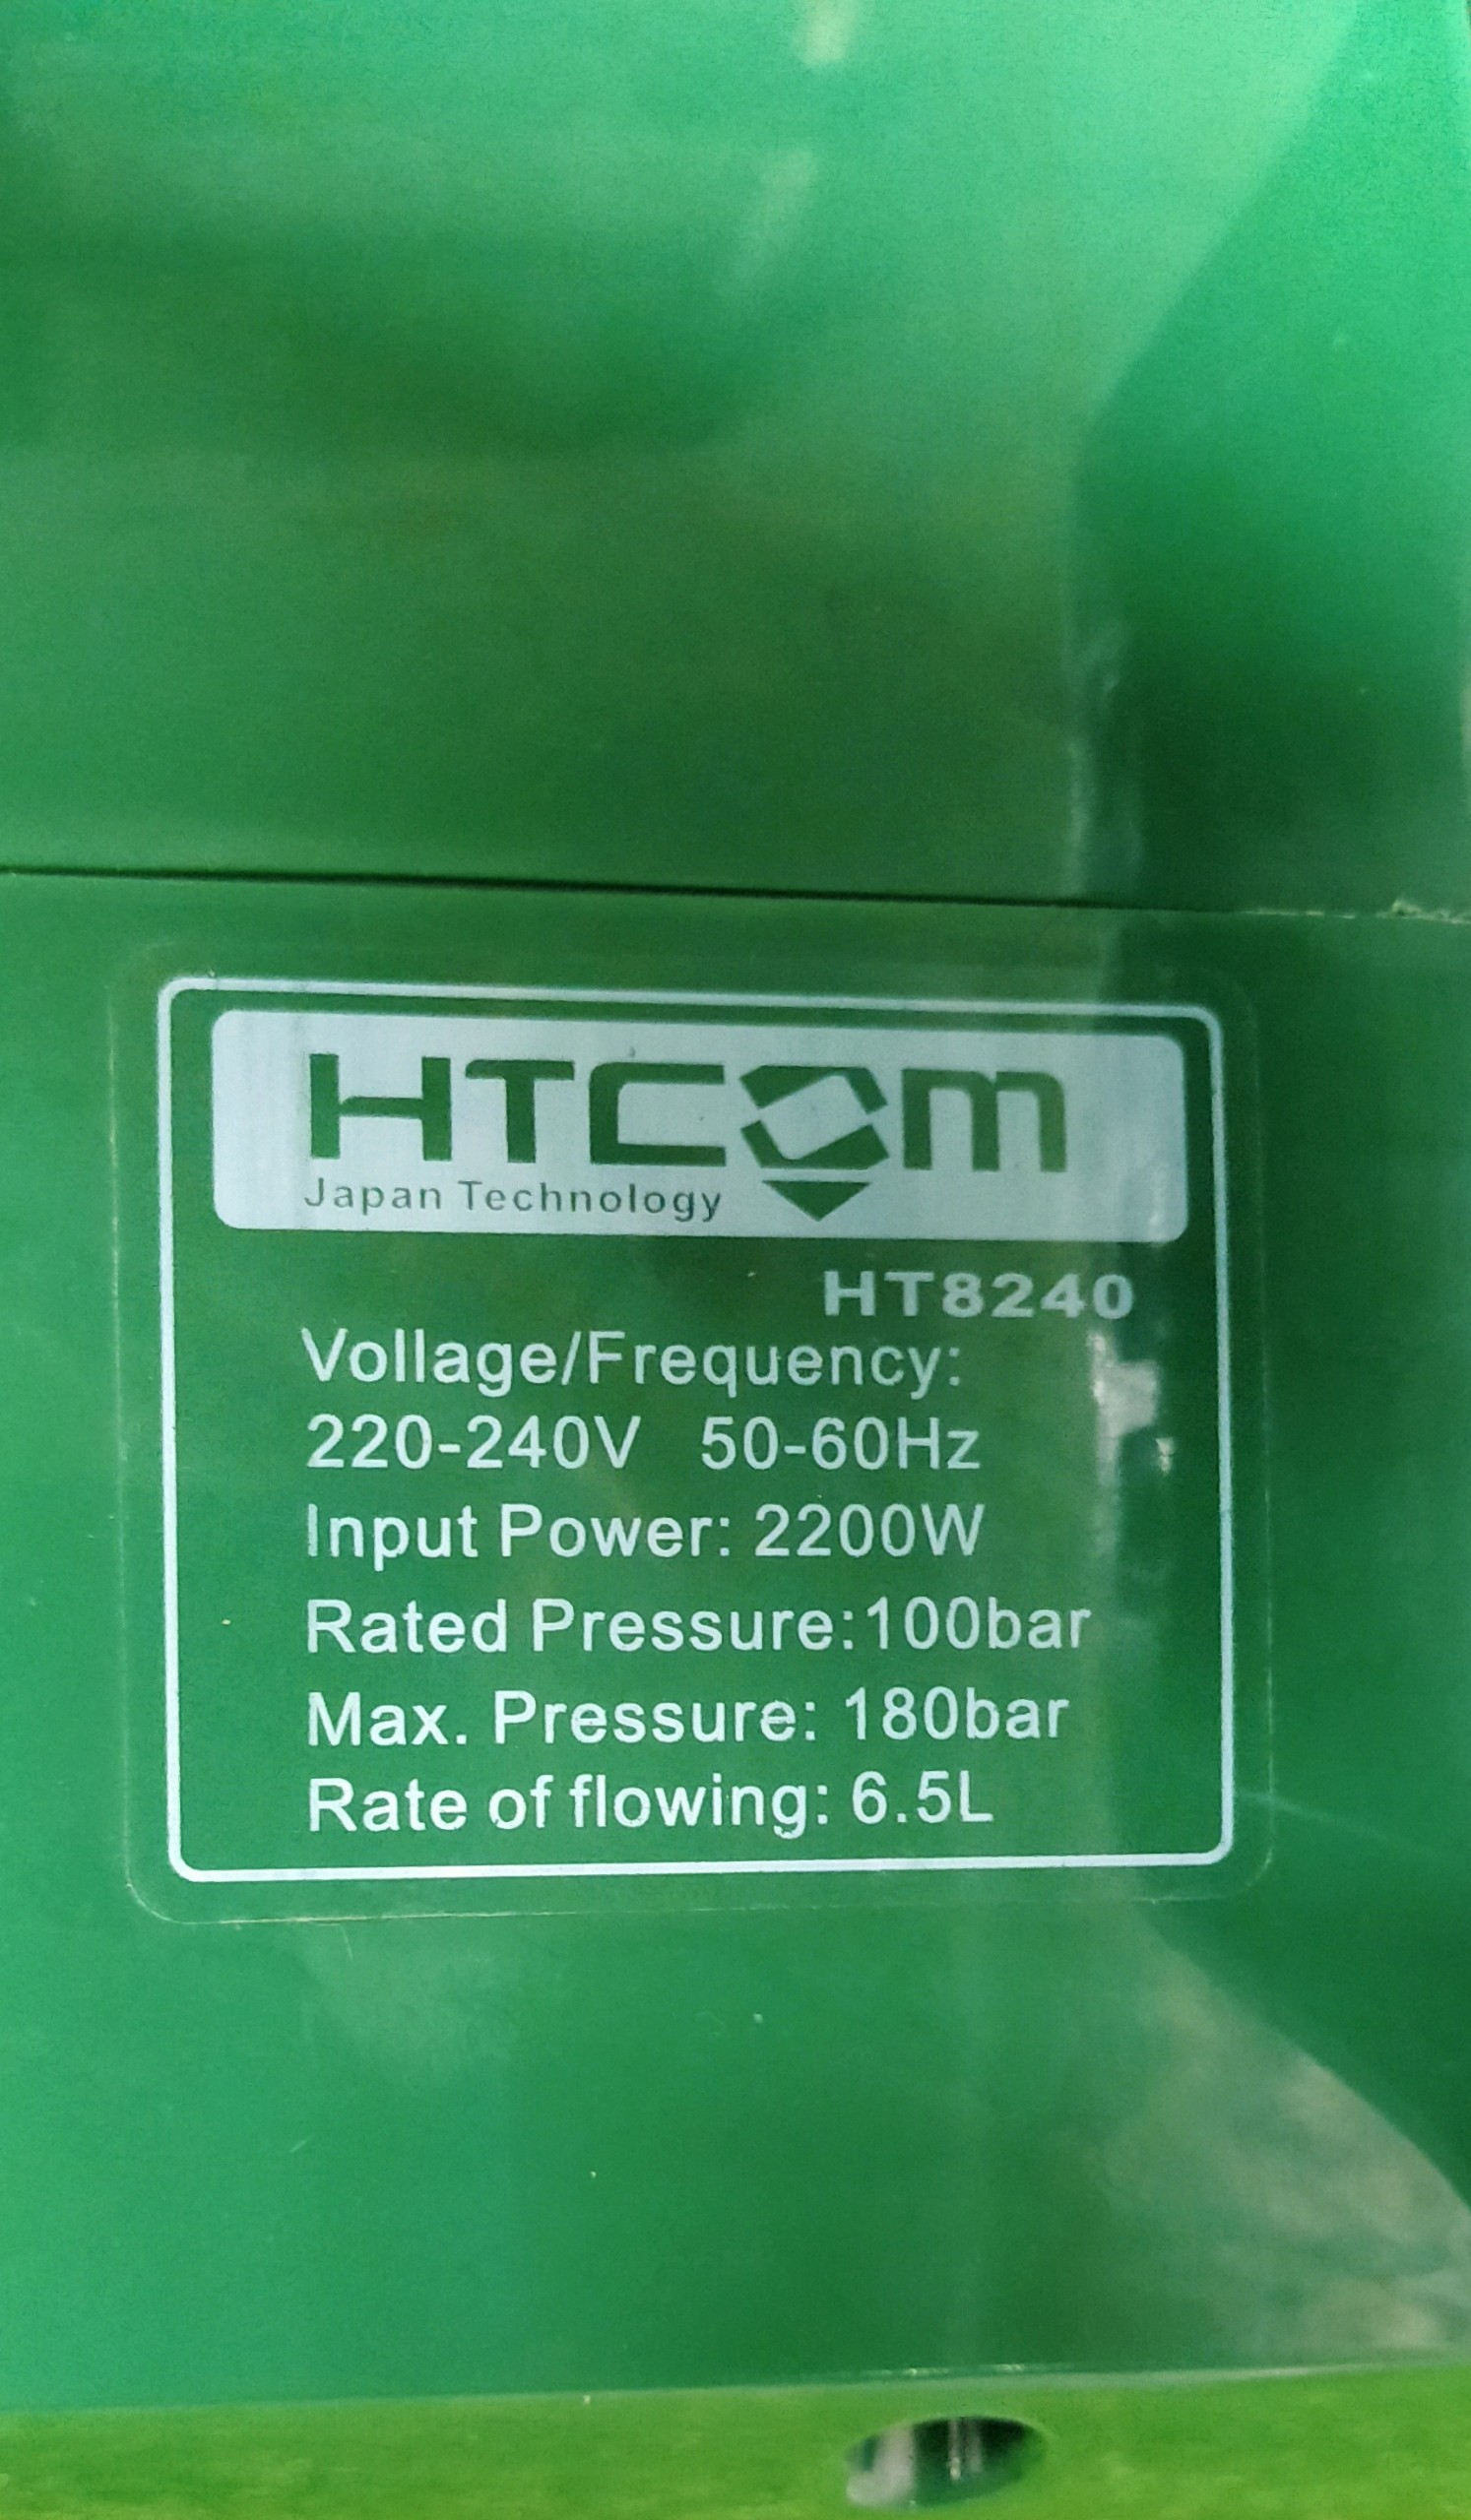 HTCOM
Japan Technology
HT8240
Vollage/Frequency:
220-240V 50-60Hz
Input Power: 2200W
Rated Pressure:100bar
Max. Pressure: 180bar
Rate of flowing: 6.5L